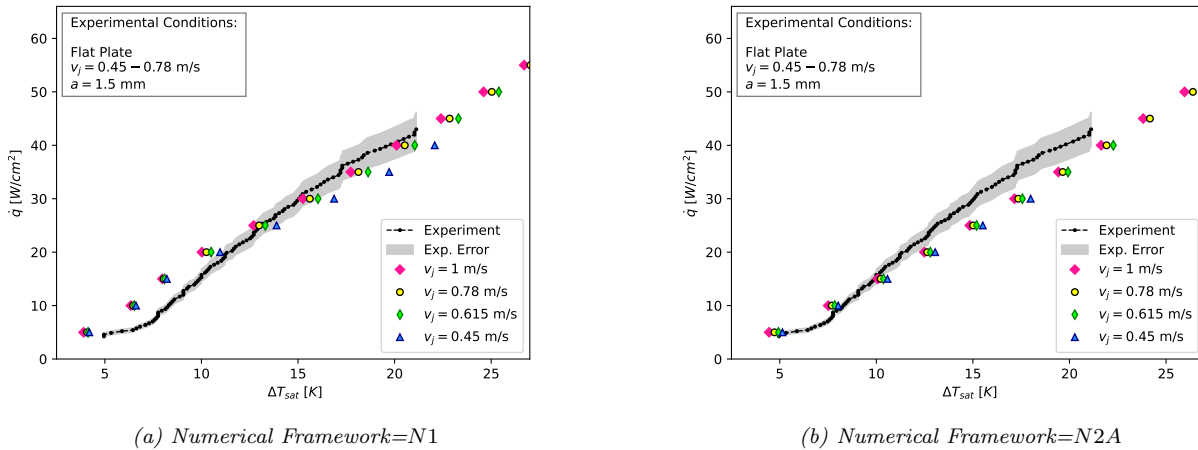 Experimental Conditions:
Flat Plate
v_j = 0.45 − 0.78 m/s
a = 1.5 mm
60
50
40
30
20
10
0
q̇ [W/cm²]
5
10
15
20
25
ΔT_sat [K]
Experiment
Exp. Error
v_j = 1 m/s
v_j = 0.78 m/s
v_j = 0.615 m/s
v_j = 0.45 m/s
(a) Numerical Framework=N1
Experimental Conditions:
Flat Plate
v_j = 0.45 − 0.78 m/s
a = 1.5 mm
60
50
40
30
20
10
0
q̇ [W/cm²]
5
10
15
20
25
ΔT_sat [K]
Experiment
Exp. Error
v_j = 1 m/s
v_j = 0.78 m/s
v_j = 0.615 m/s
v_j = 0.45 m/s
(b) Numerical Framework=N2A